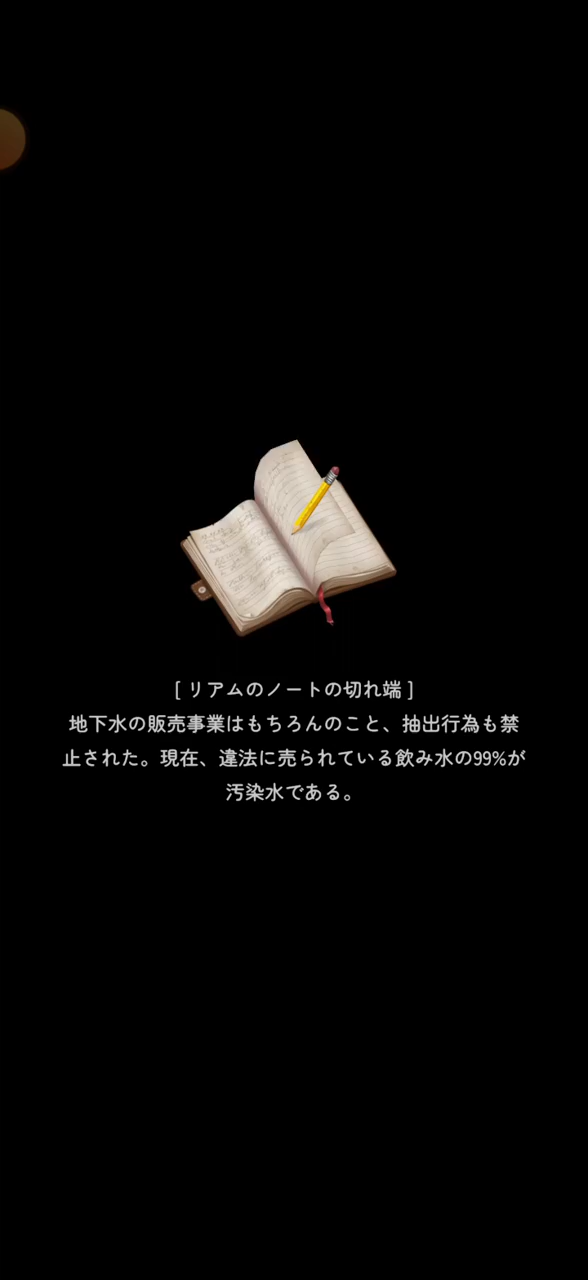 [ リアムのノートの切れ端 ]
地下水の販売事業はもちろんのこと、抽出行為も禁
止された。現在、違法に売られている飲み水の99%が
汚染水である。